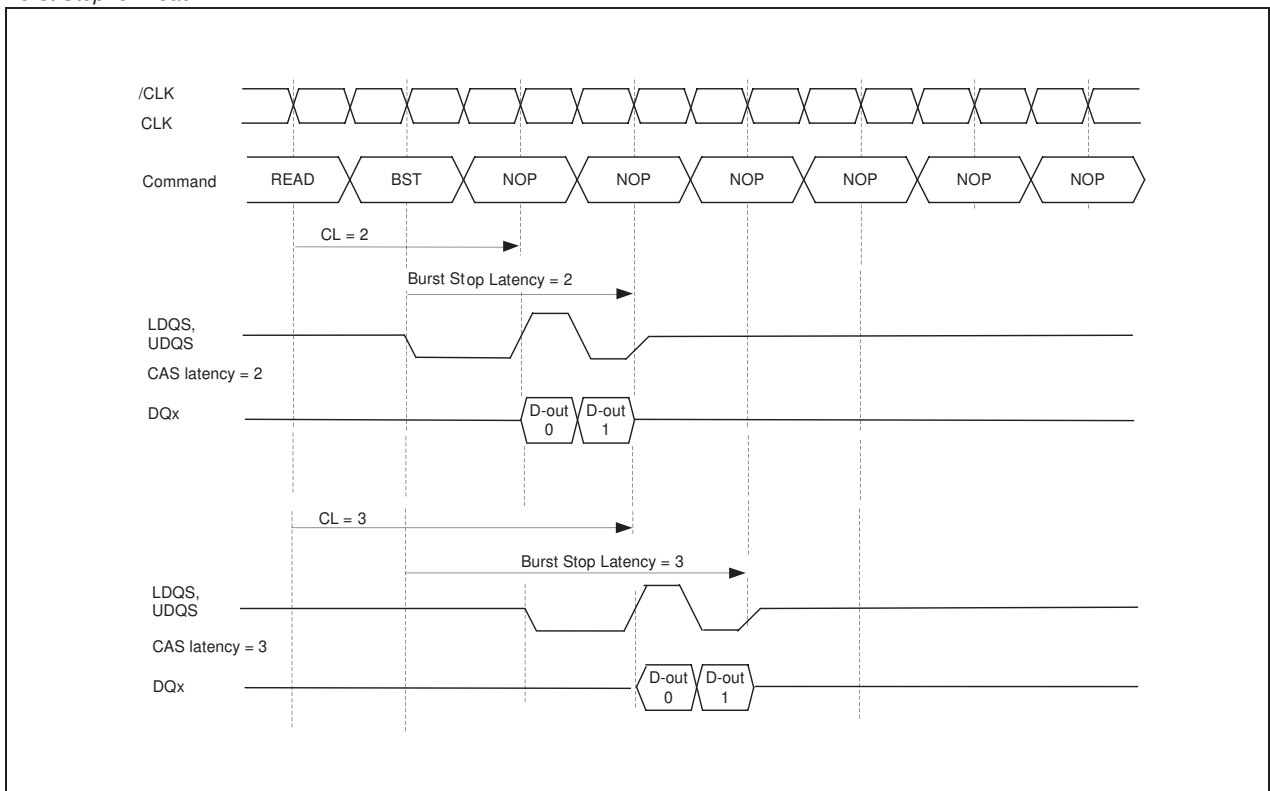 /CLK
CLK
Command READ BST NOP NOP NOP NOP NOP NOP
CL = 2
Burst Stop Latency = 2
LDQS,
UDQS
CAS latency = 2
DQx
D-out D-out
0 1
CL = 3
Burst Stop Latency = 3
LDQS,
UDQS
CAS latency = 3
DQx
D-out D-out
0 1